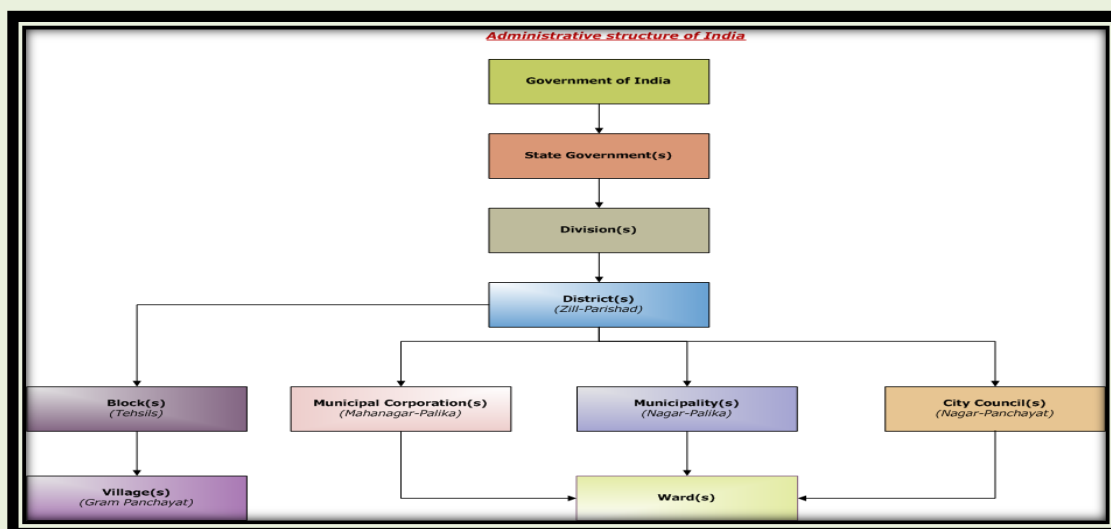 Administrative structure of India
Government of India
State Government(s)
Division(s)
District(s)
(Zill-Parishad)
Block(s)
(Tehsils)
Municipal Corporation(s)
(Mahanagar-Palika)
Municipality(s)
(Nagar-Palika)
City Council(s)
(Nagar-Panchayat)
Village(s)
(Gram Panchayat)
Ward(s)